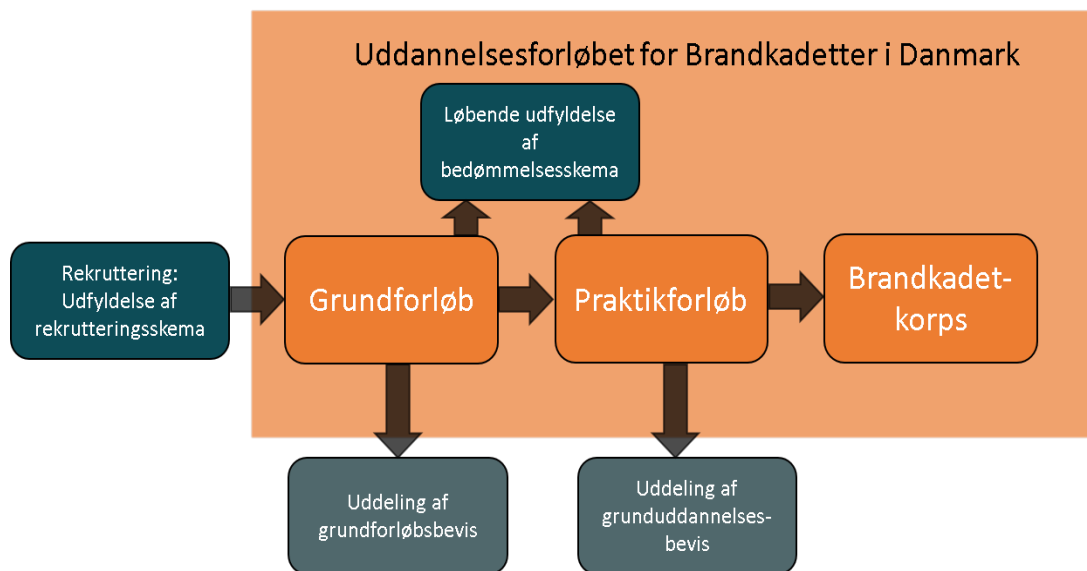 Uddannelsesforløbet for Brandkadetter i Danmark
Løbende udfyldelse
af
bedømmelsesskema
Rekruttering:
Udfyldelse af
rekrutteringsskema
Grundforløb
Praktikforløb
Brandkadet-
korps
Uddeling af
grundforløbsbevis
Uddeling af
grunduddannelses-
bevis